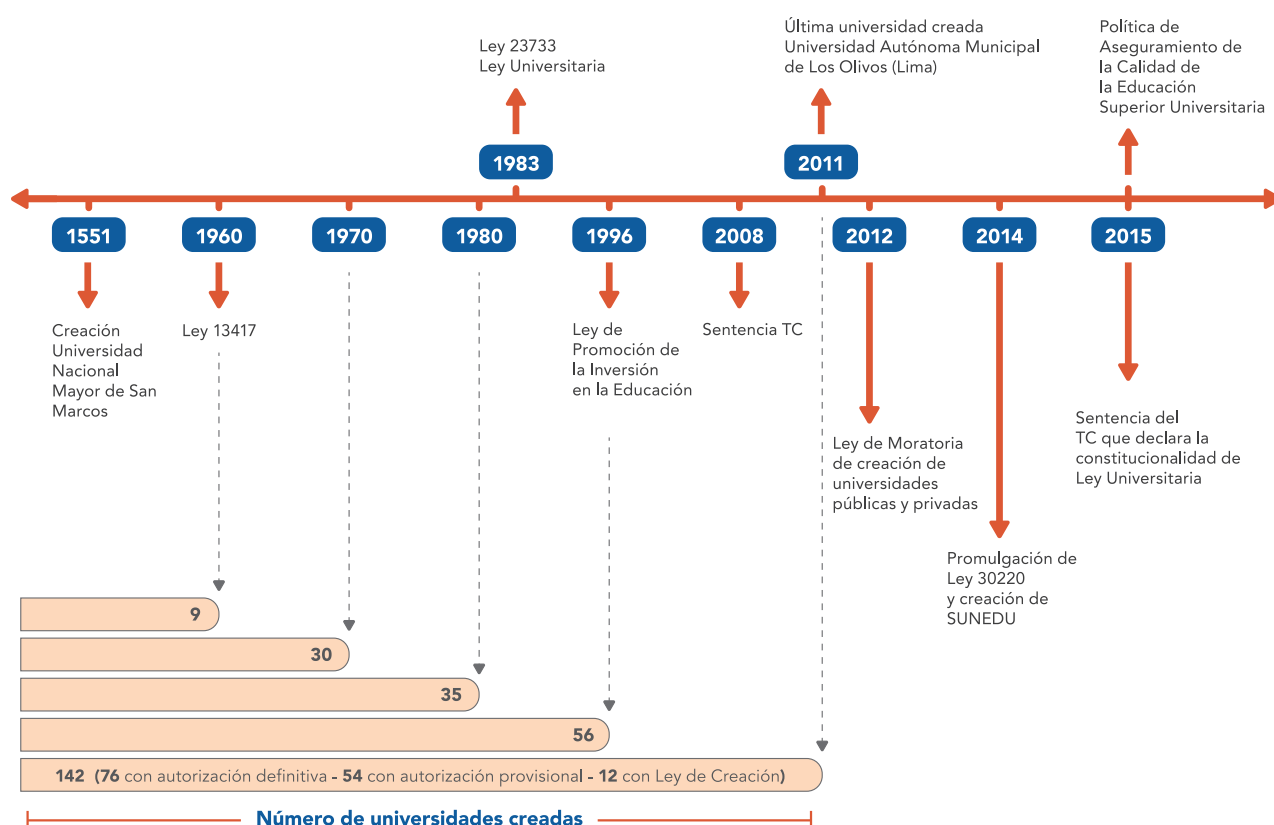 Ley 23733
Ley Universitaria
Última universidad creada
Universidad Autónoma Municipal
de Los Olivos (Lima)
Política de
Aseguramiento de
la Calidad de
la Educación
Superior Universitaria
1983
2011
1551
1960
1970
1980
1996
2008
2012
2014
2015
Creación
Universidad
Nacional
Mayor de San
Marcos
Ley 13417
Ley de
Promoción de
la Inversión
en la Educación
Sentencia TC
Ley de Moratoria
de creación de
universidades
públicas y privadas
Promulgación de
Ley 30220
y creación de
SUNEDU
Sentencia del
TC que declara la
constitucionalidad de
Ley Universitaria
9
30
35
56
142 (76 con autorización definitiva - 54 con autorización provisional - 12 con Ley de Creación)
Número de universidades creadas